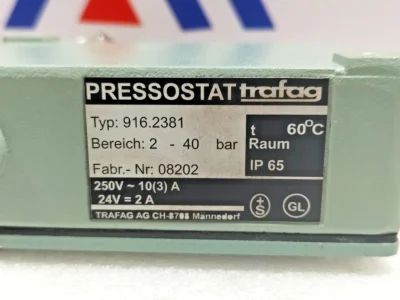 PRESSOSTAT trafag
Typ: 916.2381
Bereich: 2 - 40 bar
Fabr.- Nr: 08202
t 60°C
Raum
IP 65
250V ~ 10(3) A
24V = 2 A
TRAFAG AG CH-8708 Männedorf
S
GL